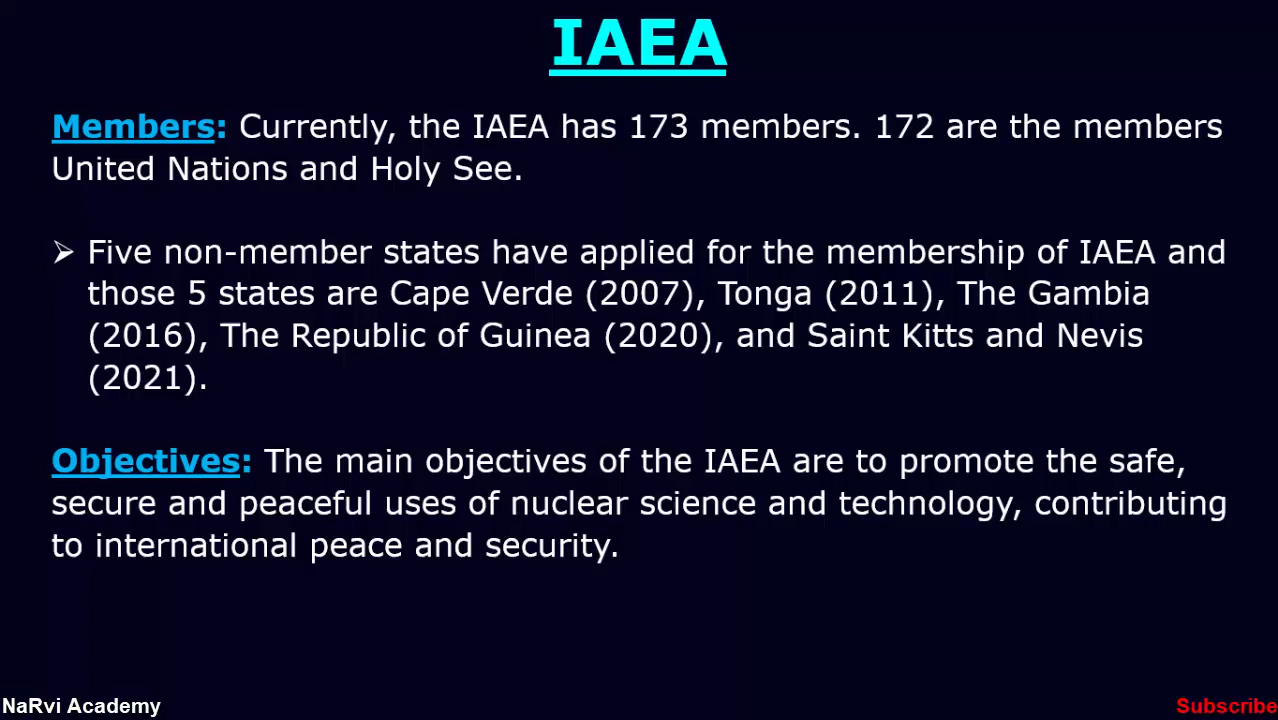 IAEA
Members: Currently, the IAEA has 173 members. 172 are the members
United Nations and Holy See.
➢ Five non-member states have applied for the membership of IAEA and
those 5 states are Cape Verde (2007), Tonga (2011), The Gambia
(2016), The Republic of Guinea (2020), and Saint Kitts and Nevis
(2021).
Objectives: The main objectives of the IAEA are to promote the safe,
secure and peaceful uses of nuclear science and technology, contributing
to international peace and security.
NaRvi Academy
Subscribe